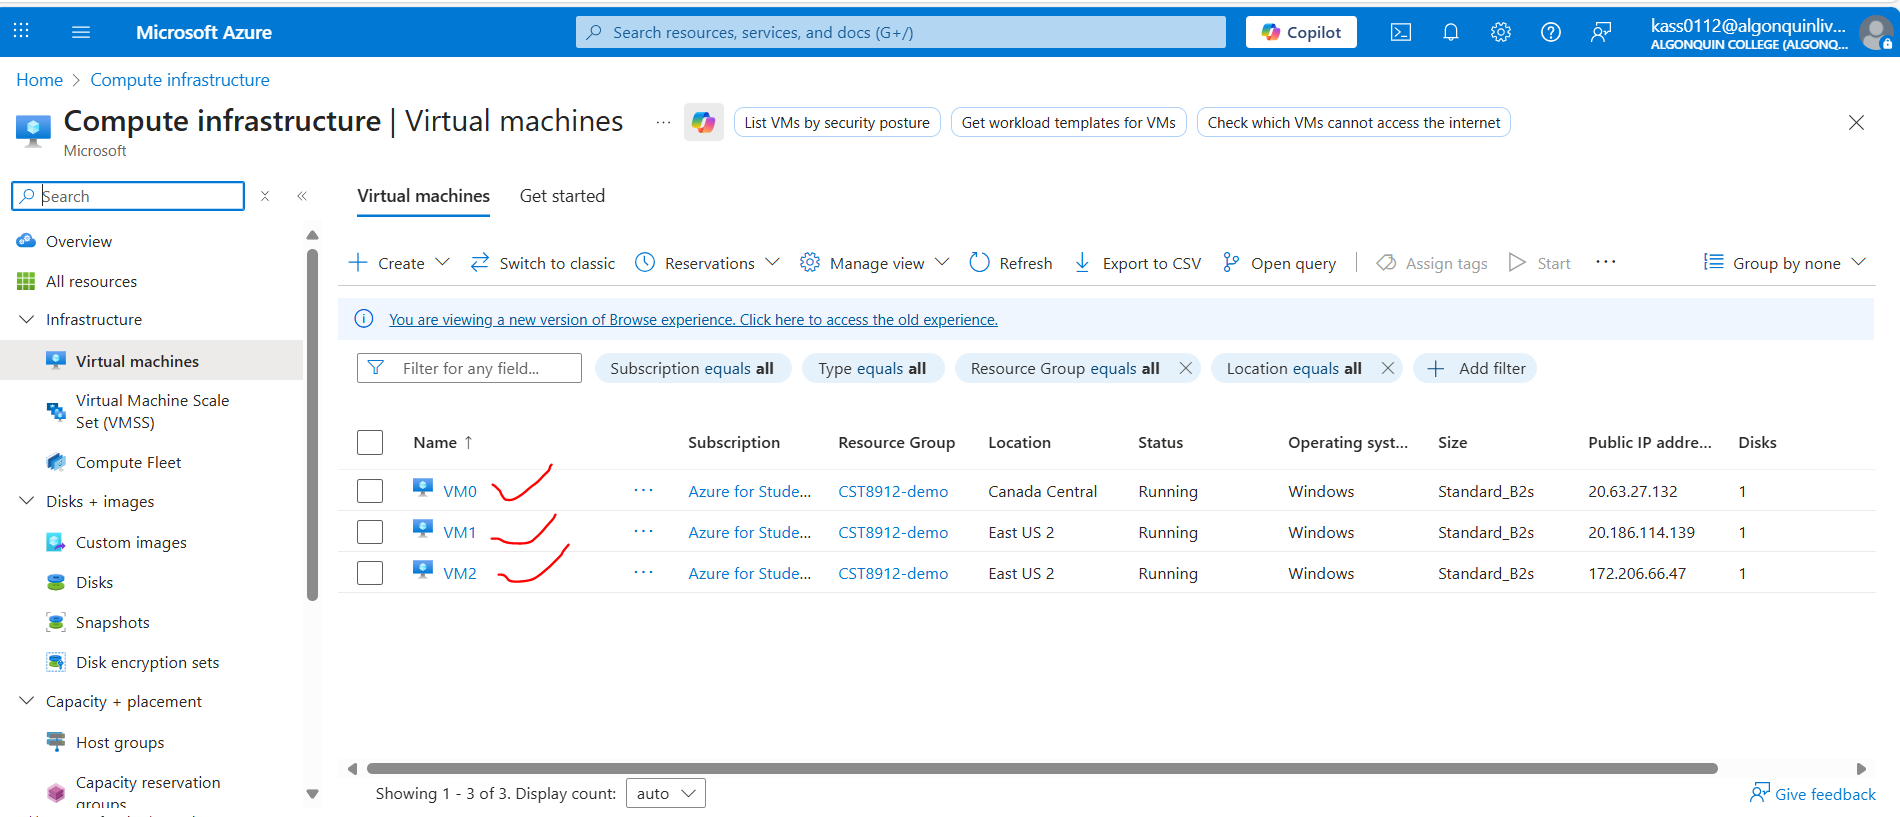 Microsoft Azure
Search resources, services, and docs (G+/)
Copilot
kass0112@algonquinliv...
ALGONQUIN COLLEGE (ALGONQ...
Home > Compute infrastructure
Compute infrastructure | Virtual machines
...
Microsoft
List VMs by security posture
Get workload templates for VMs
Check which VMs cannot access the internet
Search
Overview
All resources
Infrastructure
Virtual machines
Virtual Machine Scale
Set (VMSS)
Compute Fleet
Disks + images
Custom images
Disks
Snapshots
Disk encryption sets
Capacity + placement
Host groups
Capacity reservation
groups
Virtual machines Get started
Create Switch to classic Reservations Manage view Refresh Export to CSV Open query Assign tags Start ... Group by none
You are viewing a new version of Browse experience. Click here to access the old experience.
Filter for any field... Subscription equals all Type equals all Resource Group equals all Location equals all Add filter
Name ↑ Subscription Resource Group Location Status Operating syst... Size Public IP addre... Disks
VM0 ... Azure for Stude... CST8912-demo Canada Central Running Windows Standard_B2s 20.63.27.132 1
VM1 ... Azure for Stude... CST8912-demo East US 2 Running Windows Standard_B2s 20.186.114.139 1
VM2 ... Azure for Stude... CST8912-demo East US 2 Running Windows Standard_B2s 172.206.66.47 1
Showing 1 - 3 of 3. Display count: auto
Give feedback